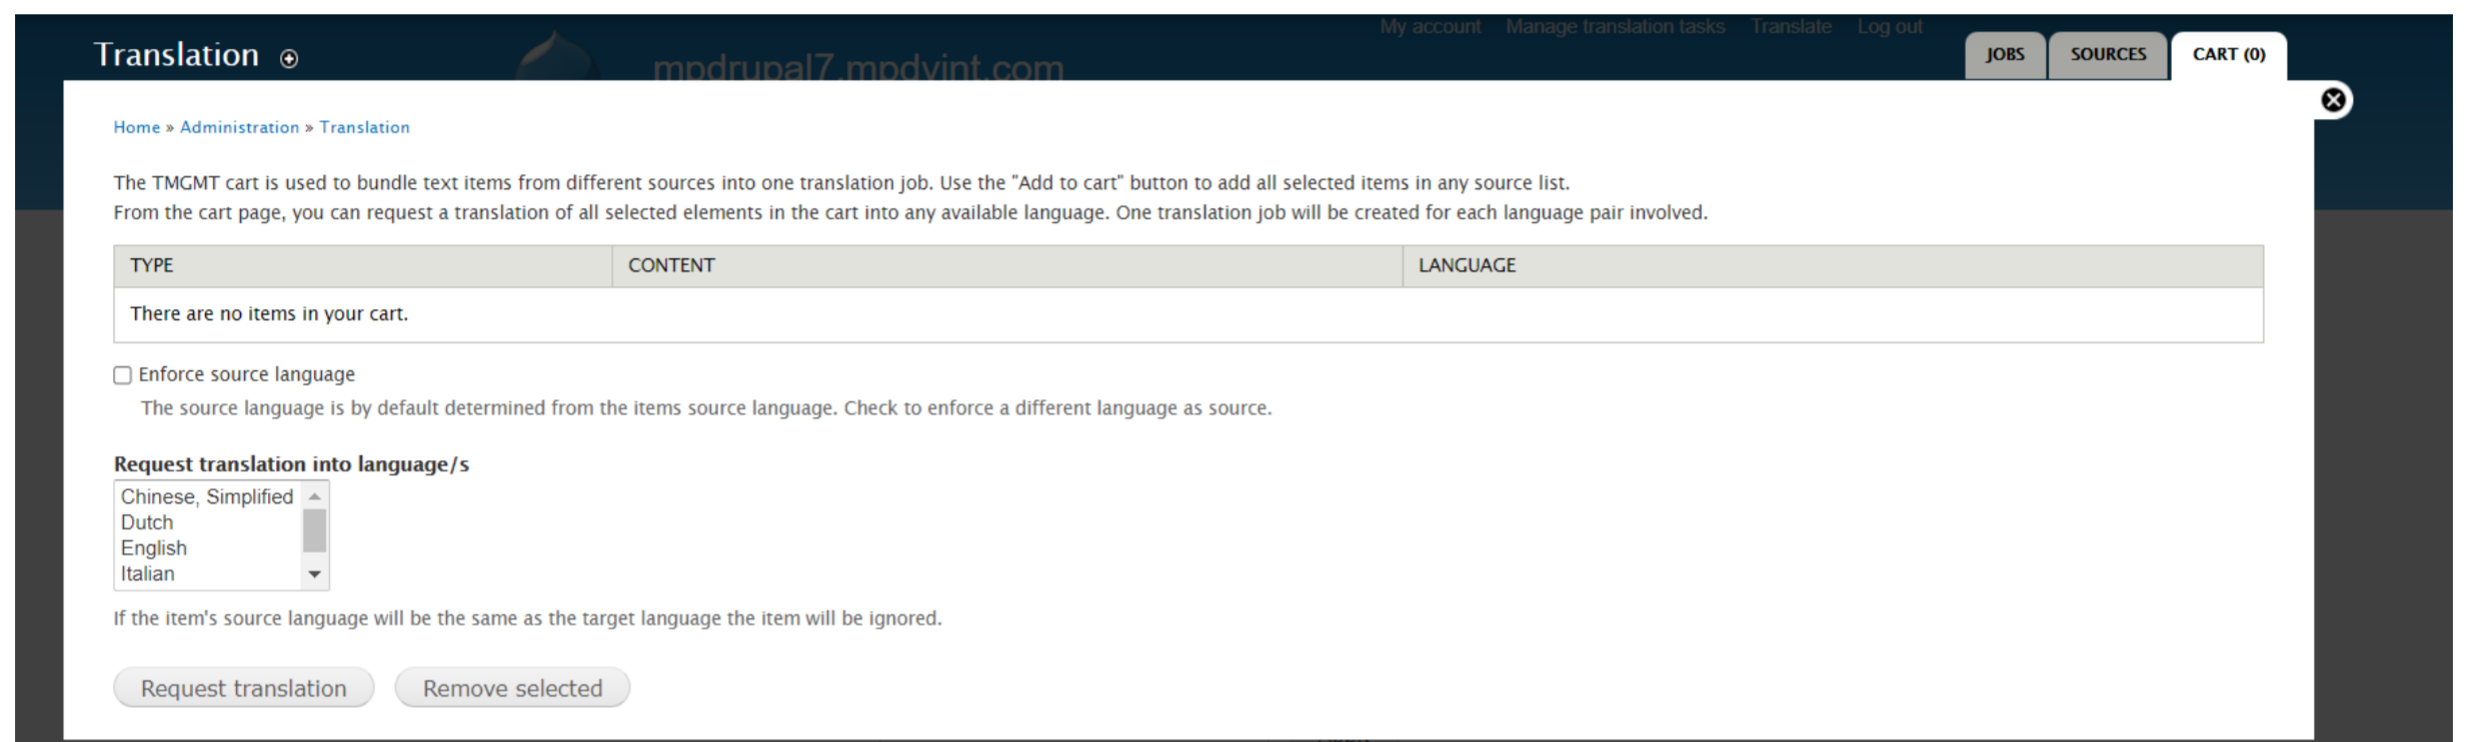 My account Manage translation tasks Translate Log out
Translation
mpdrupal7.mpdvint.com
JOBS SOURCES CART (0)
Home » Administration » Translation
The TMGMT cart is used to bundle text items from different sources into one translation job. Use the "Add to cart" button to add all selected items in any source list.
From the cart page, you can request a translation of all selected elements in the cart into any available language. One translation job will be created for each language pair involved.
TYPE CONTENT LANGUAGE
There are no items in your cart.
Enforce source language
The source language is by default determined from the items source language. Check to enforce a different language as source.
Request translation into language/s
Chinese, Simplified
Dutch
English
Italian
If the item's source language will be the same as the target language the item will be ignored.
Request translation Remove selected